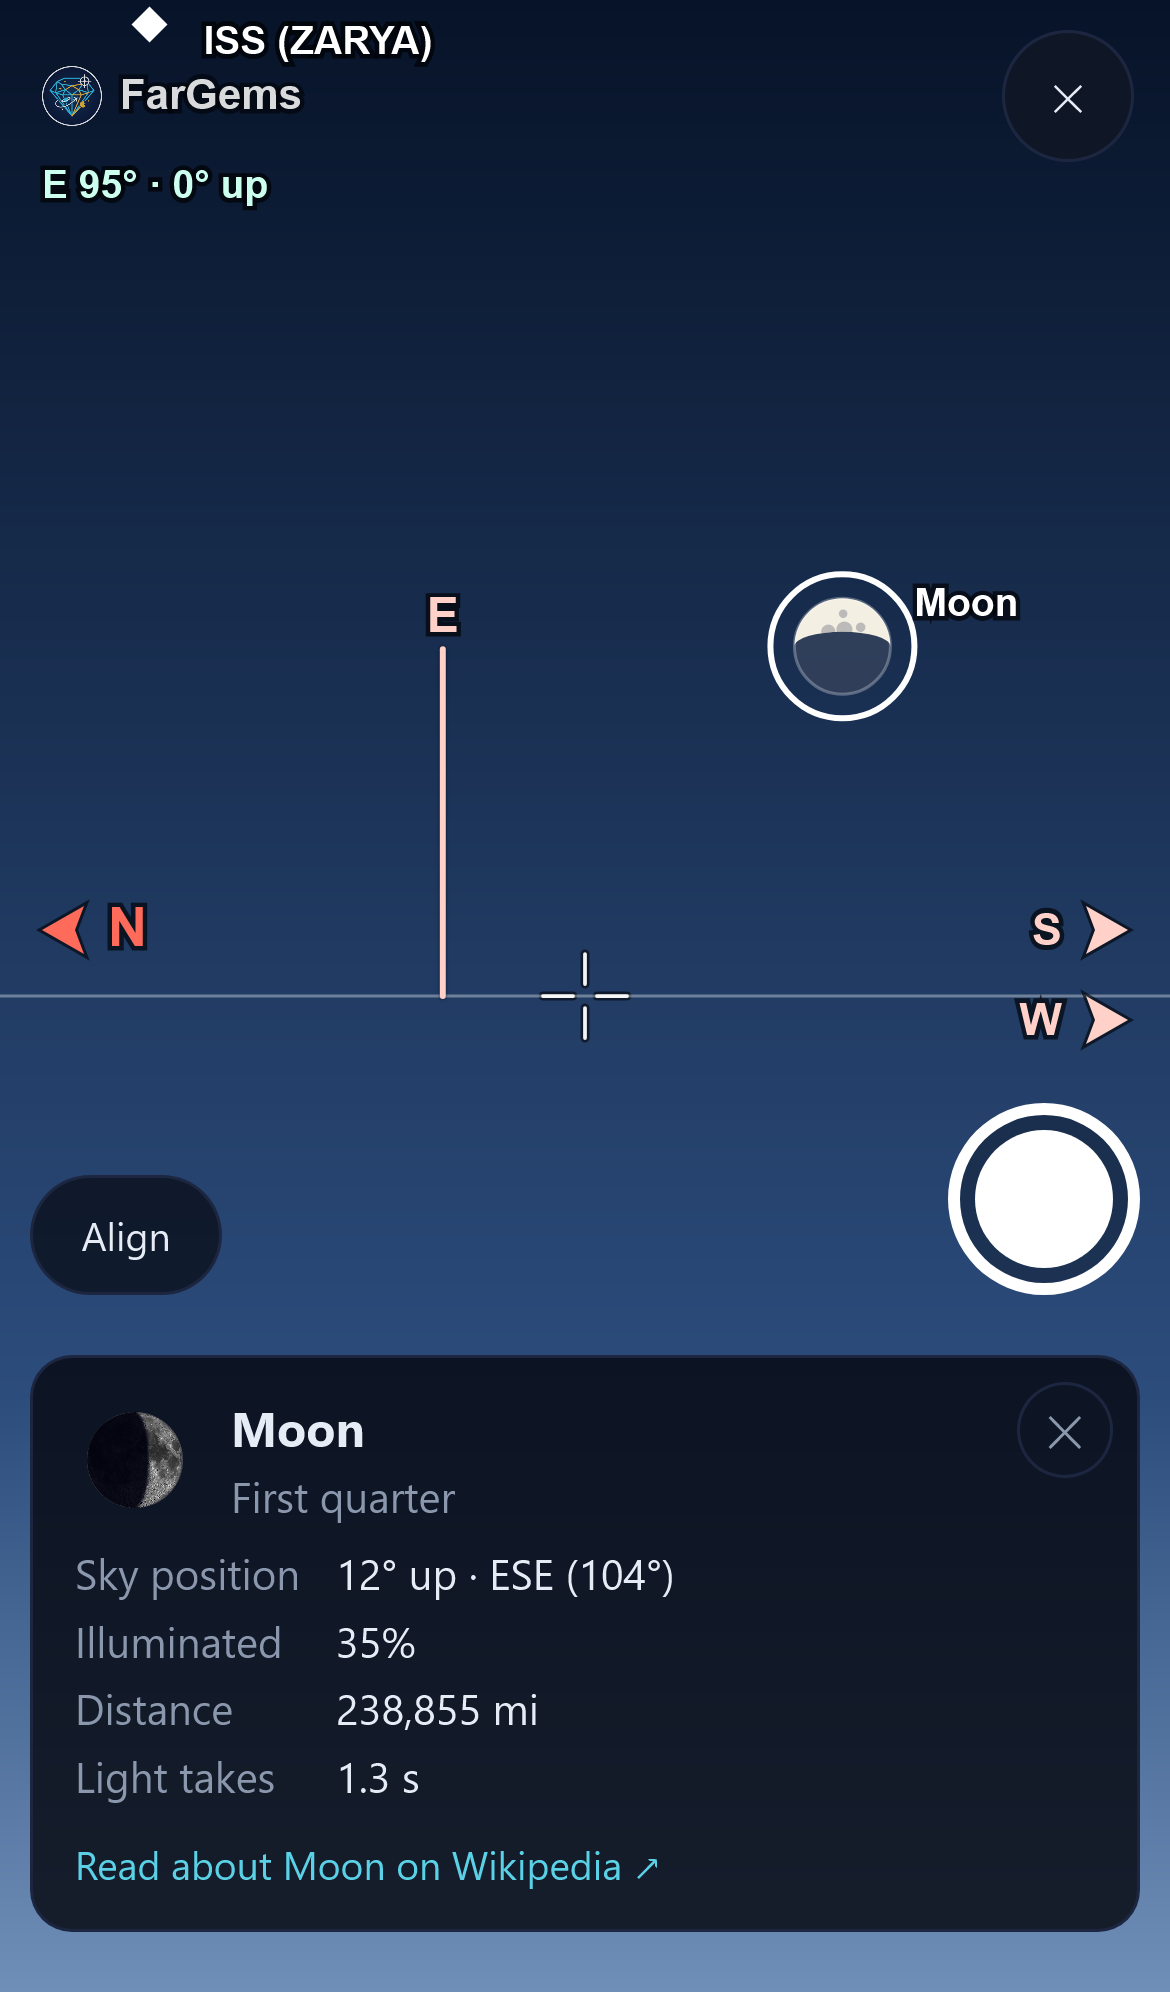 ISS (ZARYA)
FarGems
E 95° · 0° up
E
Moon
N
S
W
Align
Moon
First quarter
Sky position 12° up · ESE (104°)
Illuminated 35%
Distance 238,855 mi
Light takes 1.3 s
Read about Moon on Wikipedia ↗